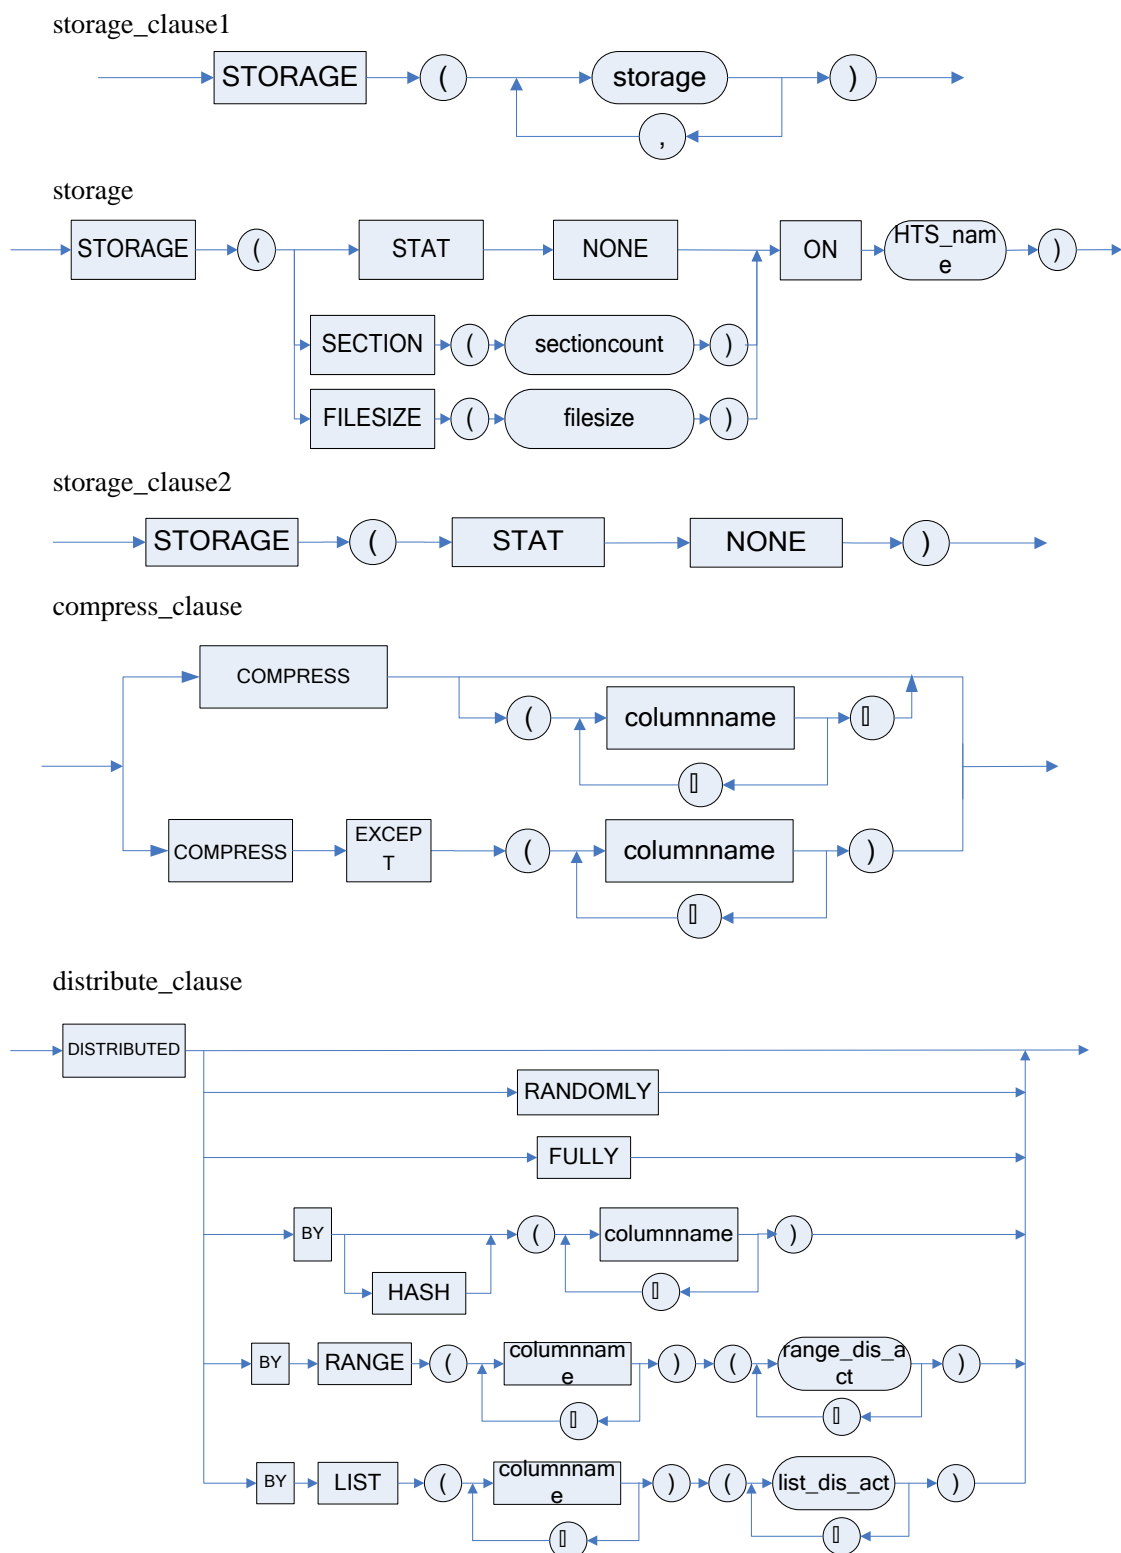 storage_clause1
STORAGE ( storage )
,
storage
STORAGE ( STAT NONE ON HTS_nam
e )
SECTION ( sectioncount )
FILESIZE ( filesize )
storage_clause2
STORAGE ( STAT NONE )
compress_clause
COMPRESS
( columnname
COMPRESS EXCEP
T ( columnname )
distribute_clause
DISTRIBUTED
RANDOMLY
FULLY
BY ( columnname )
HASH
BY RANGE ( columnnam
e ) ( range_dis_a
ct )
BY LIST ( columnnam
e ) ( list_dis_act )